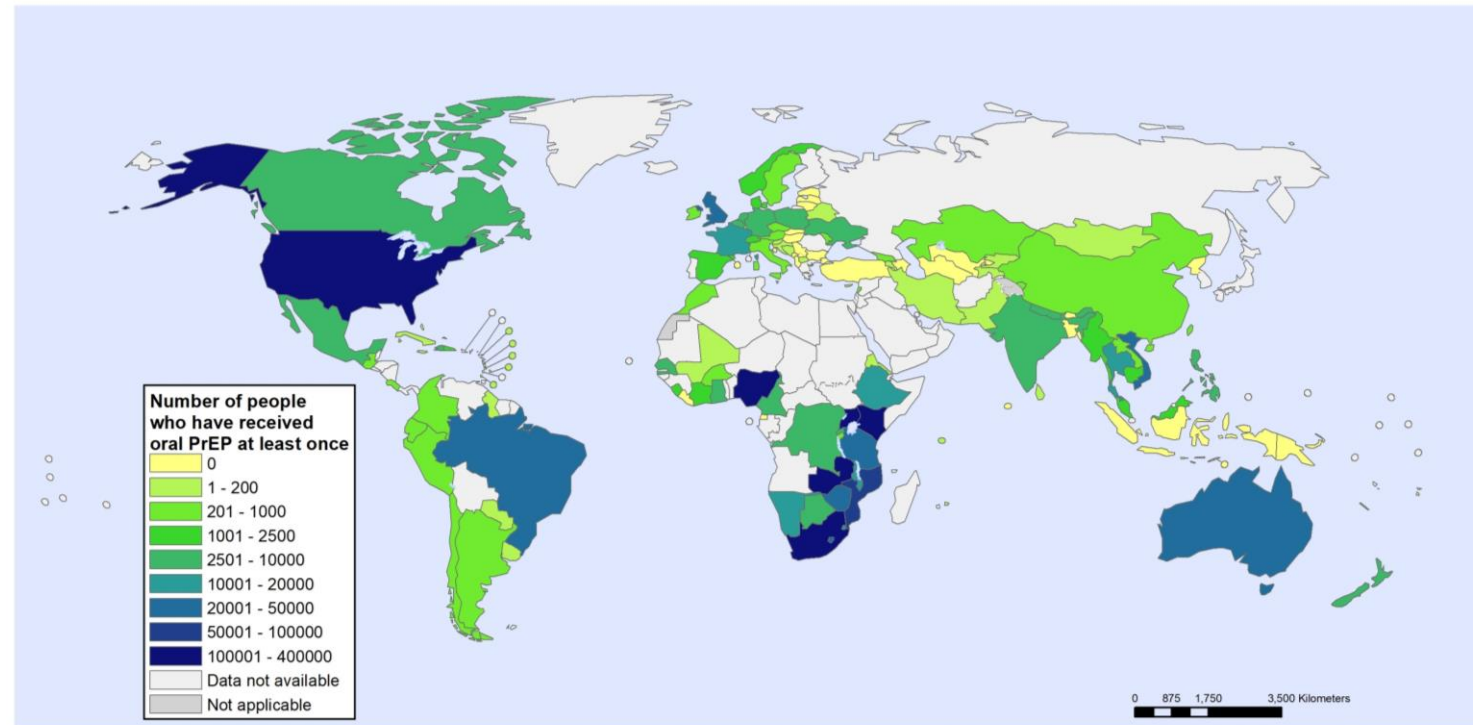 Number of people
who have received
oral PrEP at least once
0
1 - 200
201 - 1000
1001 - 2500
2501 - 10000
10001 - 20000
20001 - 50000
50001 - 100000
100001 - 400000
Data not available
Not applicable
0 875 1,750 3,500 Kilometers